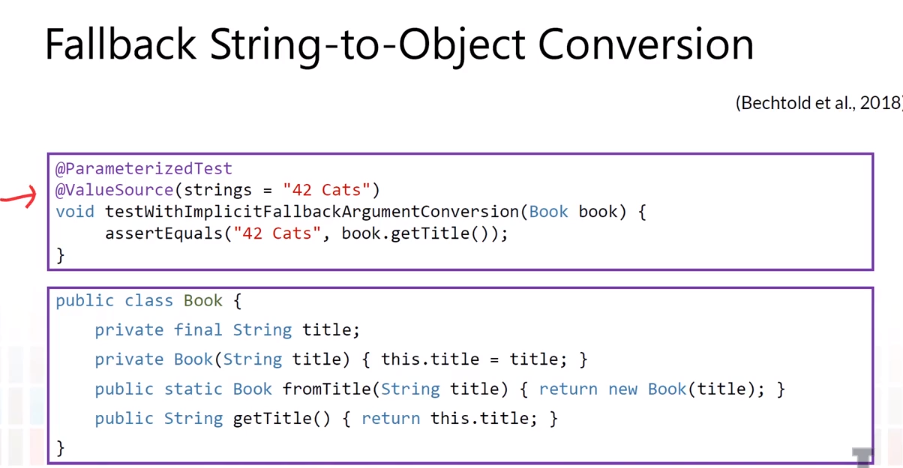 Fallback String-to-Object Conversion
(Bechtold et al., 2018)
@ParameterizedTest
@ValueSource(strings = "42 Cats")
void testWithImplicitFallbackArgumentConversion(Book book) {
assertEquals("42 Cats", book.getTitle());
}
public class Book {
private final String title;
private Book(String title) { this.title = title; }
public static Book fromTitle(String title) { return new Book(title); }
public String getTitle() { return this.title; }
}